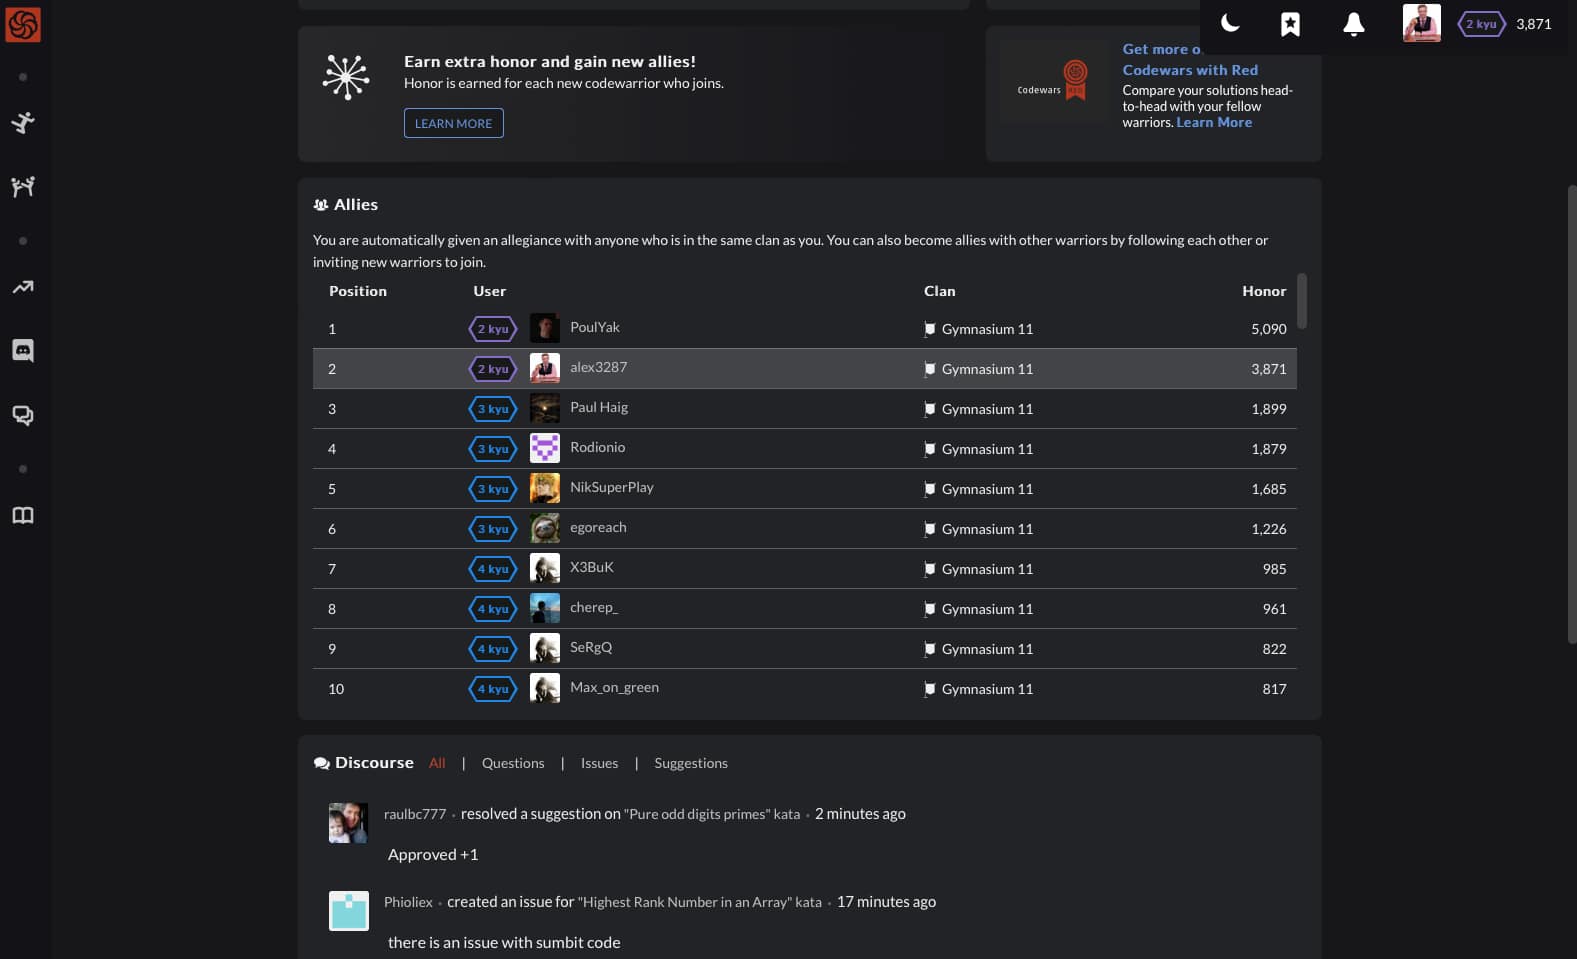 2 kyu 3,871
Earn extra honor and gain new allies!
Honor is earned for each new codewarrior who joins.
LEARN MORE
Codewars RED
Get more o
Codewars with Red
Compare your solutions head-
to-head with your fellow
warriors. Learn More
Allies
You are automatically given an allegiance with anyone who is in the same clan as you. You can also become allies with other warriors by following each other or
inviting new warriors to join.
Position User Clan Honor
1 2 kyu PoulYak Gymnasium 11 5,090
2 2 kyu alex3287 Gymnasium 11 3,871
3 3 kyu Paul Haig Gymnasium 11 1,899
4 3 kyu Rodionio Gymnasium 11 1,879
5 3 kyu NikSuperPlay Gymnasium 11 1,685
6 3 kyu egoreach Gymnasium 11 1,226
7 4 kyu X3BuK Gymnasium 11 985
8 4 kyu cherep_ Gymnasium 11 961
9 4 kyu SeRgQ Gymnasium 11 822
10 4 kyu Max_on_green Gymnasium 11 817
Discourse All | Questions | Issues | Suggestions
raulbc777 • resolved a suggestion on "Pure odd digits primes" kata • 2 minutes ago
Approved +1
Phioliex • created an issue for "Highest Rank Number in an Array" kata • 17 minutes ago
there is an issue with sumbit code